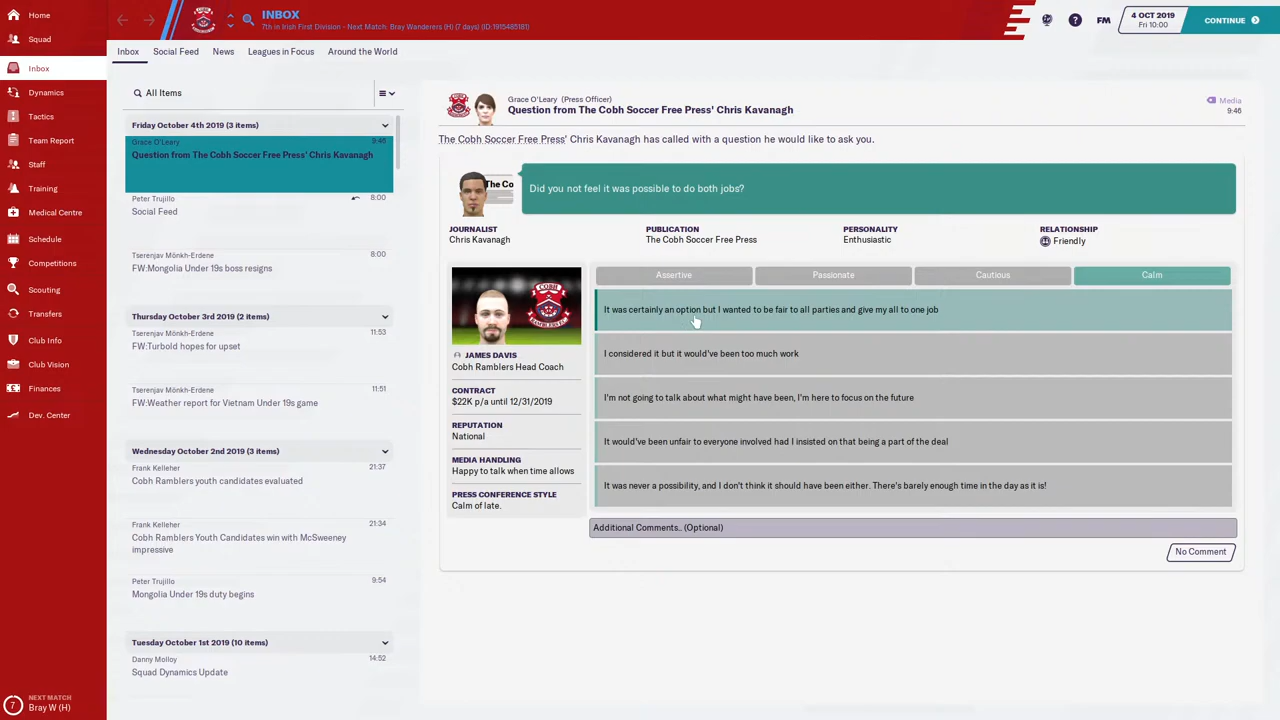 Home
Squad
Inbox
Dynamics
Tactics
Team Report
Staff
Training
Medical Centre
Schedule
Competitions
Scouting
Transfers
Club Info
Club Vision
Finances
Dev. Center
7
NEXT MATCH
Bray W (H)
INBOX
7th in Irish First Division - Next Match: Bray Wanderers (H) (7 days) (ID:1915485181)
?
FM
4 OCT 2019
Fri 10:00
CONTINUE
Inbox
Social Feed
News
Leagues in Focus
Around the World
All Items
Friday October 4th 2019 (3 items)
Grace O'Leary
9:46
Question from The Cobh Soccer Free Press' Chris Kavanagh
Peter Trujillo
8:00
Social Feed
Tserenjav Mönkh-Erdene
8:00
FW:Mongolia Under 19s boss resigns
Thursday October 3rd 2019 (2 items)
Tserenjav Mönkh-Erdene
11:53
FW:Turbold hopes for upset
Tserenjav Mönkh-Erdene
11:51
FW:Weather report for Vietnam Under 19s game
Wednesday October 2nd 2019 (3 items)
Frank Kelleher
21:37
Cobh Ramblers youth candidates evaluated
Frank Kelleher
21:34
Cobh Ramblers Youth Candidates win with McSweeney
impressive
Peter Trujillo
9:54
Mongolia Under 19s duty begins
Tuesday October 1st 2019 (10 items)
Danny Molloy
14:52
Squad Dynamics Update
Grace O'Leary (Press Officer)
Question from The Cobh Soccer Free Press' Chris Kavanagh
Media
9:46
The Cobh Soccer Free Press' Chris Kavanagh has called with a question he would like to ask you.
The Co
Did you not feel it was possible to do both jobs?
JOURNALIST
Chris Kavanagh
PUBLICATION
The Cobh Soccer Free Press
PERSONALITY
Enthusiastic
RELATIONSHIP
Friendly
JAMES DAVIS
Cobh Ramblers Head Coach
CONTRACT
$22K p/a until 12/31/2019
REPUTATION
National
MEDIA HANDLING
Happy to talk when time allows
PRESS CONFERENCE STYLE
Calm of late.
Assertive
Passionate
Cautious
Calm
It was certainly an option but I wanted to be fair to all parties and give my all to one job
I considered it but it would've been too much work
I'm not going to talk about what might have been, I'm here to focus on the future
It would've been unfair to everyone involved had I insisted on that being a part of the deal
It was never a possibility, and I don't think it should have been either. There's barely enough time in the day as it is!
Additional Comments.. (Optional)
No Comment